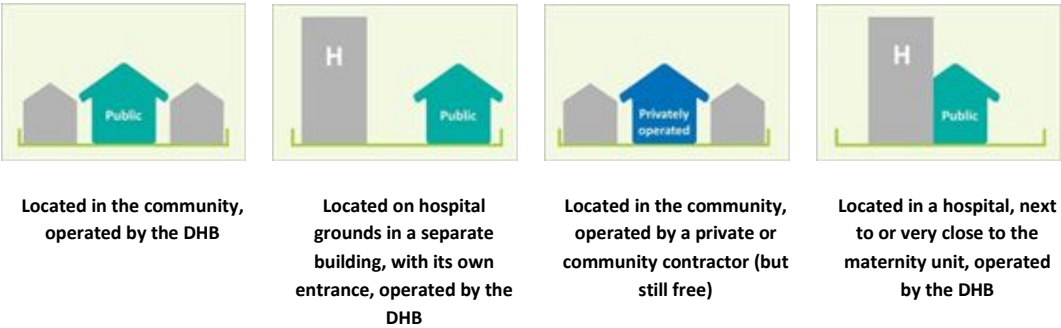 Public
Located in the community,
operated by the DHB
H
Public
Located on hospital
grounds in a separate
building, with its own
entrance, operated by the
DHB
Privately
operated
Located in the community,
operated by a private or
community contractor (but
still free)
H
Public
Located in a hospital, next
to or very close to the
maternity unit, operated
by the DHB